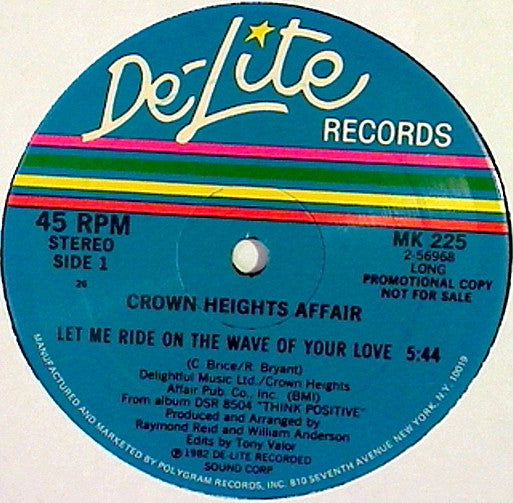 De-Lite
RECORDS
45 RPM
STEREO
SIDE 1
26
MK 225
2-56968
LONG
PROMOTIONAL COPY
NOT FOR SALE
CROWN HEIGHTS AFFAIR
LET ME RIDE ON THE WAVE OF YOUR LOVE 5:44
(C. Brice/R. Bryant)
Delightful Music Ltd./Crown Heights
Affair Pub. Co., Inc. (BMI)
From album DSR 8504 "THINK POSITIVE"
Produced and Arranged by
Raymond Reid and William Anderson
Edits by Tony Valor
Ⓟ 1982 DE-LITE RECORDED
SOUND CORP
MANUFACTURED AND MARKETED BY POLYGRAM RECORDS, INC. 810 SEVENTH AVENUE NEW YORK, N.Y. 10019